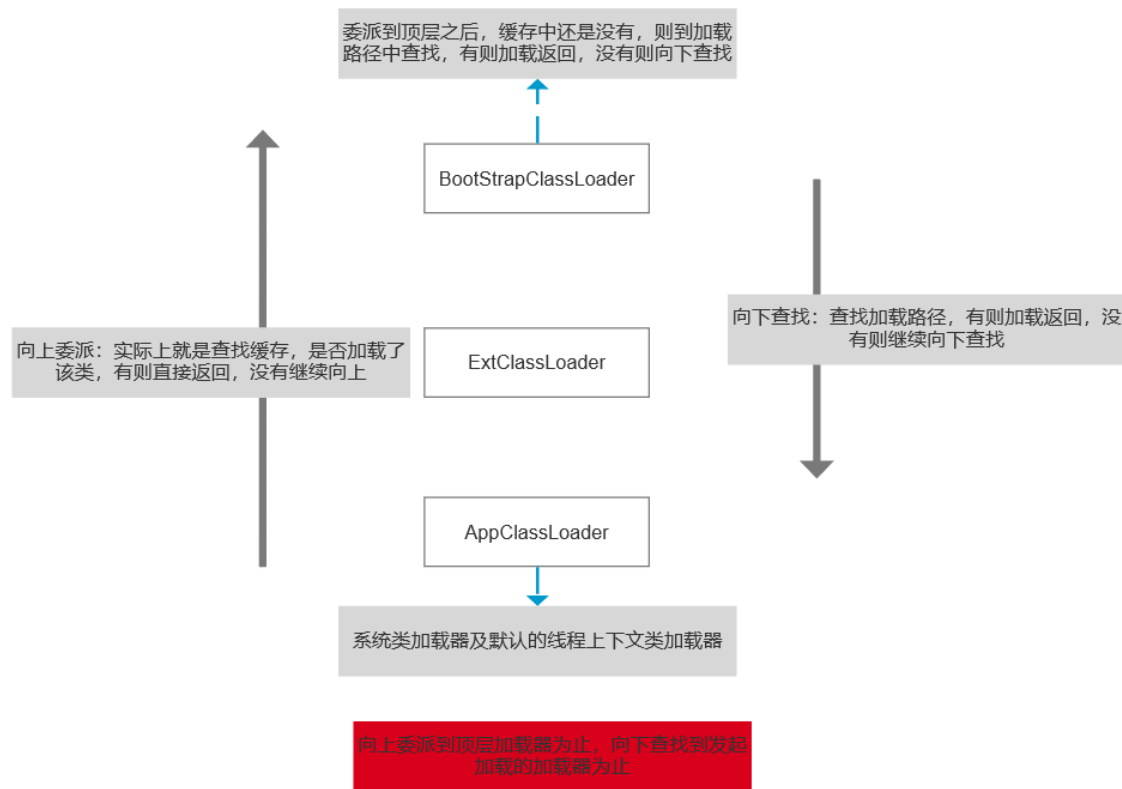 委派到顶层之后，缓存中还是没有，则到加载
路径中查找，有则加载返回，没有则向下查找
BootStrapClassLoader
向下查找：查找加载路径，有则加载返回，没
有则继续向下查找
向上委派：实际上就是查找缓存，是否加载了
该类，有则直接返回，没有继续向上
ExtClassLoader
AppClassLoader
系统类加载器及默认的线程上下文类加载器
向上委派到顶层加载器为止，向下查找到发起
加载的加载器为止